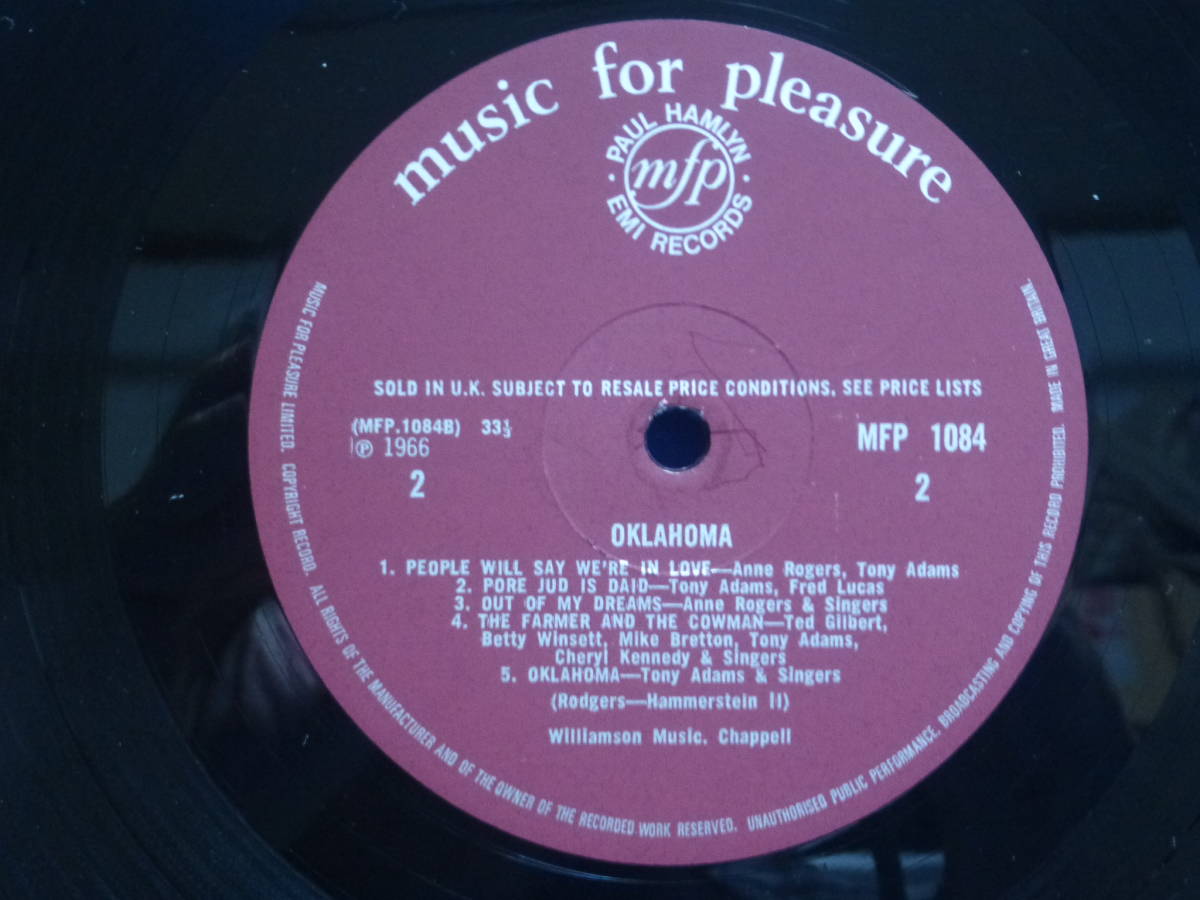 music for pleasure
PAUL HAMLYN
mfp
EMI RECORDS
SOLD IN U.K. SUBJECT TO RESALE PRICE CONDITIONS, SEE PRICE LISTS
(MFP.1084B) 33⅓
MFP 1084
Ⓟ 1966
2
2
OKLAHOMA
1. PEOPLE WILL SAY WE'RE IN LOVE—Anne Rogers, Tony Adams
2. PORE JUD IS DAID—Tony Adams, Fred Lucas
3. OUT OF MY DREAMS—Anne Rogers & Singers
4. THE FARMER AND THE COWMAN—Ted Gilbert,
Betty Winsett, Mike Bretton, Tony Adams,
Cheryl Kennedy & Singers
5. OKLAHOMA—Tony Adams & Singers
(Rodgers—Hammerstein II)
Williamson Music. Chappell
MUSIC FOR PLEASURE LIMITED. COPYRIGHT RECORD. ALL RIGHTS OF THE MANUFACTURER AND OF THE OWNER OF THE RECORDED WORK RESERVED. UNAUTHORISED PUBLIC PERFORMANCE, BROADCASTING AND COPYING OF THIS RECORD PROHIBITED. MADE IN GREAT BRITAIN.